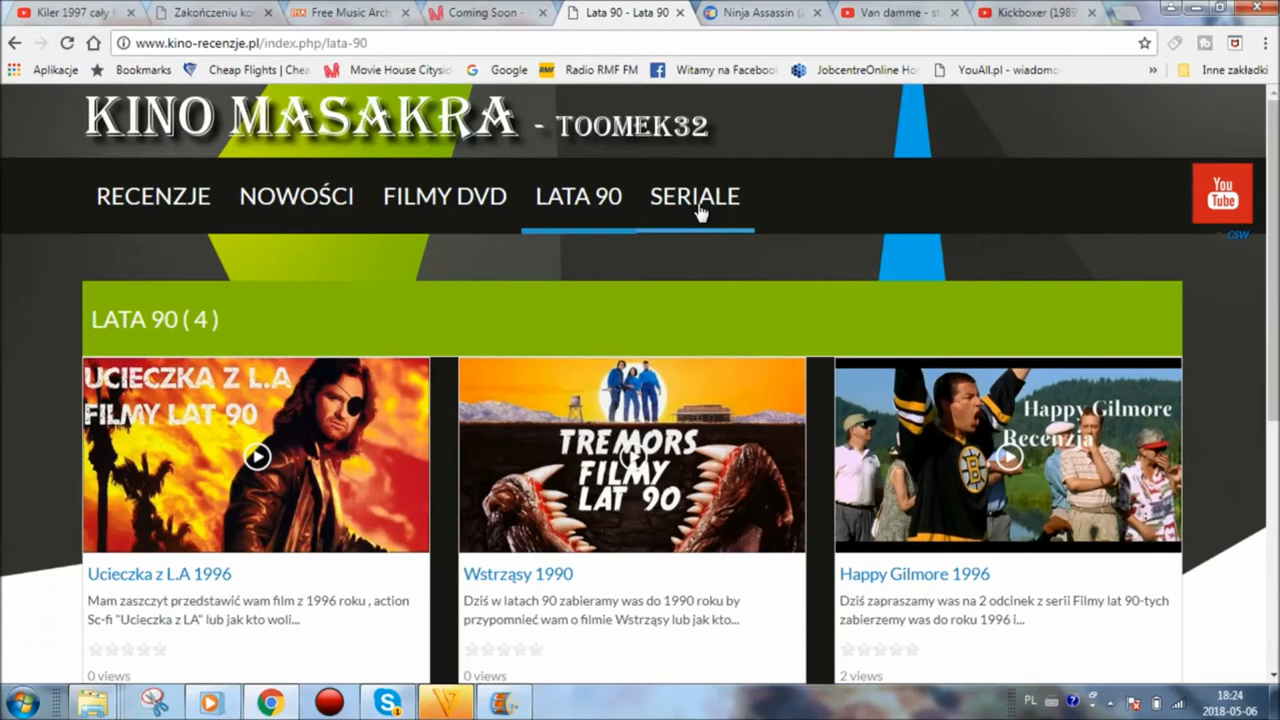 Kiler 1997 cały f
Zakończeniu ko
Free Music Arch
Coming Soon -
Lata 90 - Lata 90
Ninja Assassin (2
Van damme - st
Kickboxer (1989
www.kino-recenzje.pl/index.php/lata-90
Aplikacje
Bookmarks
Cheap Flights | Chea
Movie House Citysid
Google
RMF
Radio RMF FM
Witamy na Facebook
JobcentreOnline Hom
YouAll.pl - wiadomo
»
Inne zakładki
KINO MASAKRA - TOOMEK32
RECENZJE
NOWOŚCI
FILMY DVD
LATA 90
SERIALE
You
Tube
CSW
LATA 90 ( 4 )
UCIECZKA Z L.A
FILMY LAT 90
TREMORS
FILMY
LAT 90
Happy Gilmore
Recenzja
Ucieczka z L.A 1996
Wstrząsy 1990
Happy Gilmore 1996
Mam zaszczyt przedstawić wam film z 1996 roku , action
Sc-fi "Ucieczka z LA" lub jak kto woli...
Dziś w latach 90 zabieramy was do 1990 roku by
przypomnieć wam o filmie Wstrząsy lub jak kto...
Dziś zapraszamy was na 2 odcinek z serii Filmy lat 90-tych
zabierzemy was do roku 1996 i...
0 views
0 views
2 views
PL
18:24
2018-05-06